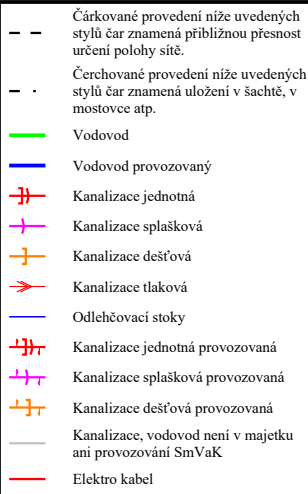 Čárkované provedení níže uvedených
stylů čar znamená přibližnou přesnost
určení polohy sítě.
Čerchované provedení níže uvedených
stylů čar znamená uložení v šachtě, v
mostovce atp.
Vodovod
Vodovod provozovaný
Kanalizace jednotná
Kanalizace splašková
Kanalizace dešťová
Kanalizace tlaková
Odlehčovací stoky
Kanalizace jednotná provozovaná
Kanalizace splašková provozovaná
Kanalizace dešťová provozovaná
Kanalizace, vodovod není v majetku
ani provozování SmVaK
Elektro kabel